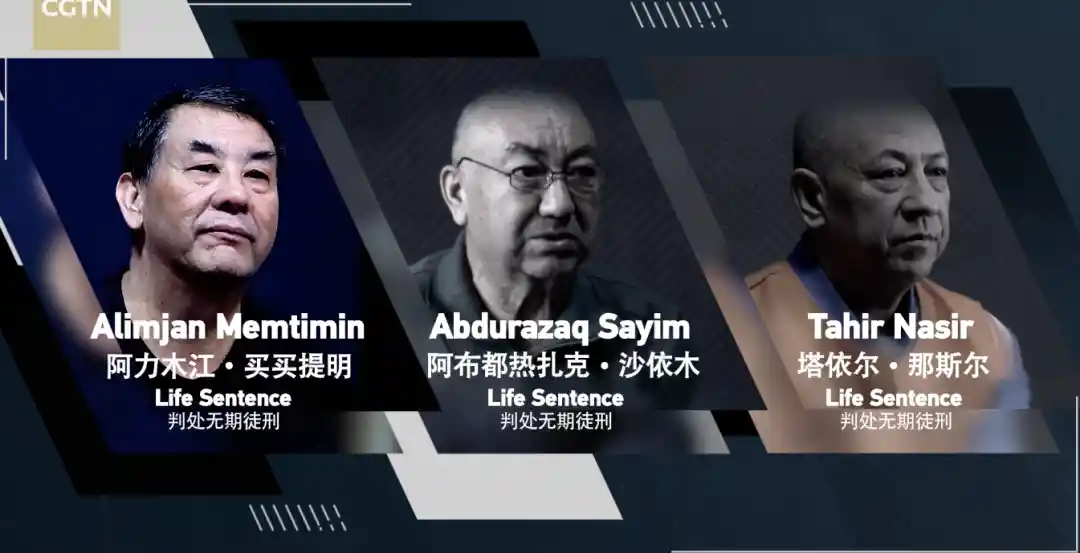 CGTN
Alimjan Memtimin
阿力木江·买买提明
Life Sentence
判处无期徒刑
Abdurazaq Sayim
阿布都热扎克·沙依木
Life Sentence
判处无期徒刑
Tahir Nasir
塔依尔·那斯尔
Life Sentence
判处无期徒刑